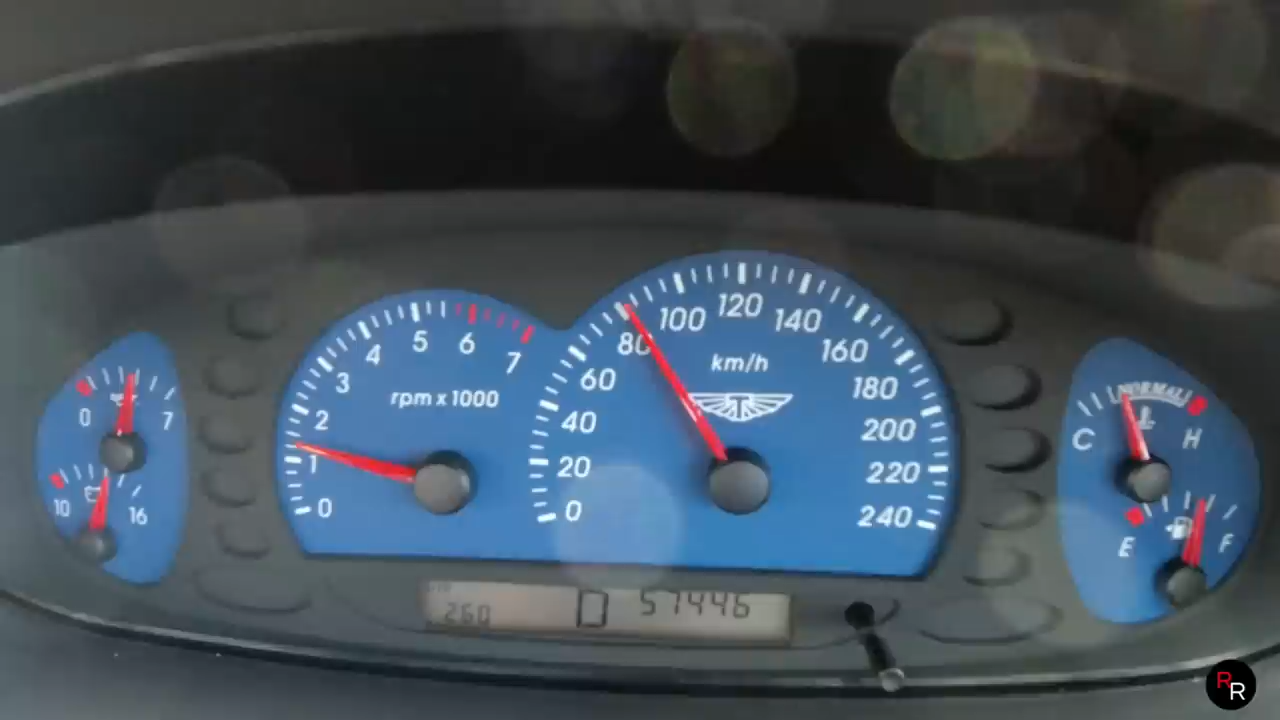 0 7
10 16
0 1 2 3 4 5 6 7
rpm x 1000
0 20 40 60 80 100 120 140 160 180 200 220 240
km/h
T
C NORMAL H
E F
260 D 57446
RR